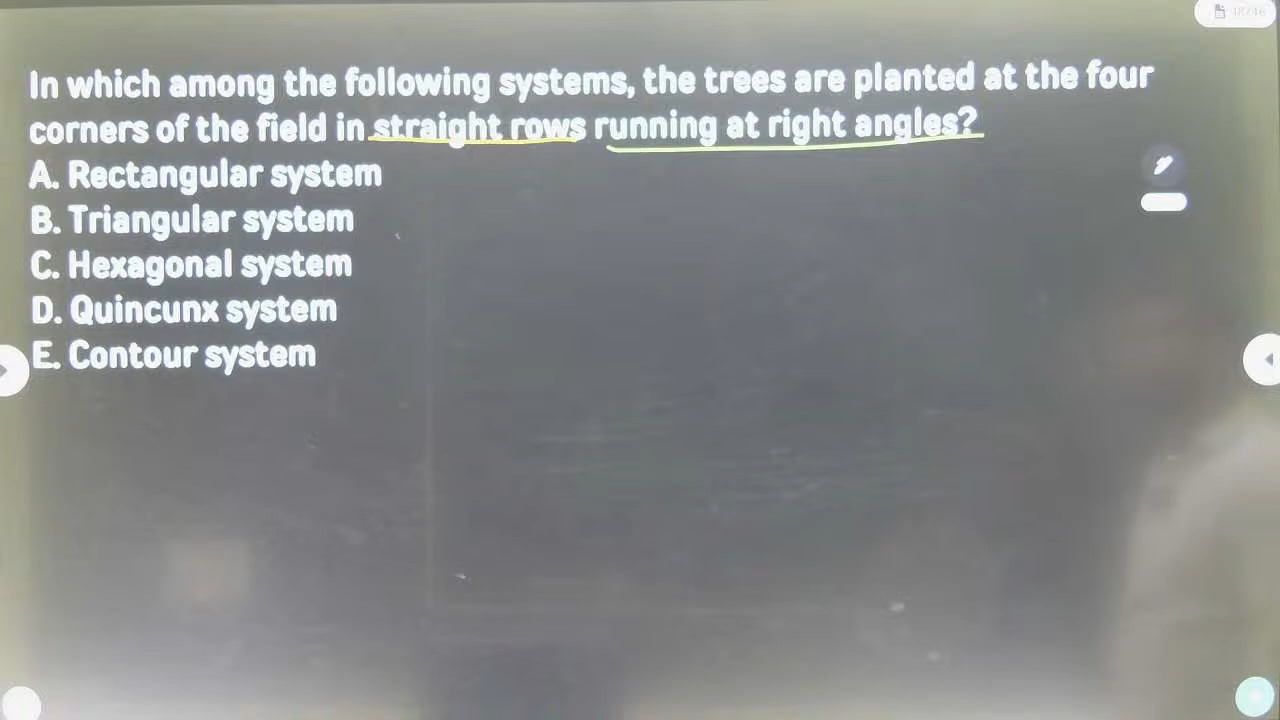 In which among the following systems, the trees are planted at the four
corners of the field in straight rows running at right angles?
A. Rectangular system
B. Triangular system
C. Hexagonal system
D. Quincunx system
E. Contour system